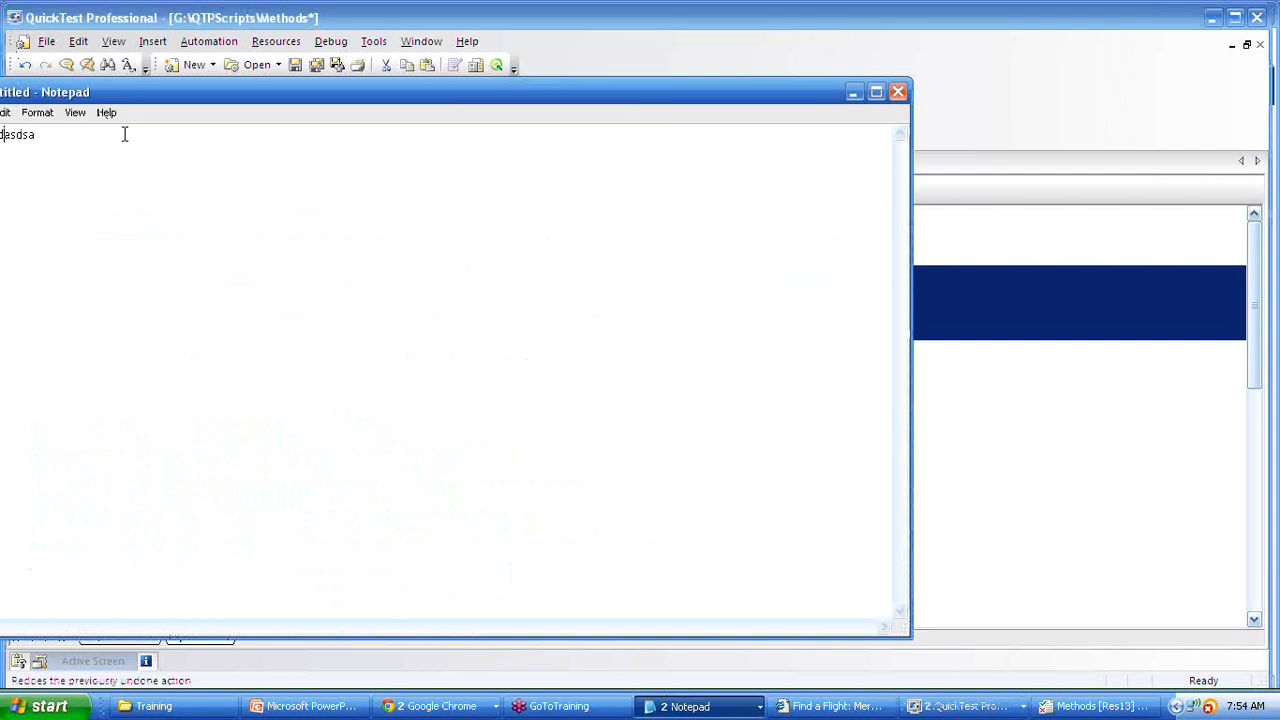 QuickTest Professional - [G:\QTPScripts\Methods*]
File Edit View Insert Automation Resources Debug Tools Window Help
New Open
titled - Notepad
dit Format View Help
dasdsa
Active Screen
Redoes the previously undone action Ready
start Training Microsoft PowerP... 2 Google Chrome GoToTraining 2 Notepad Find a Flight: Mer... 2 QuickTest Pro... Methods [Res13] ... 7:54 AM